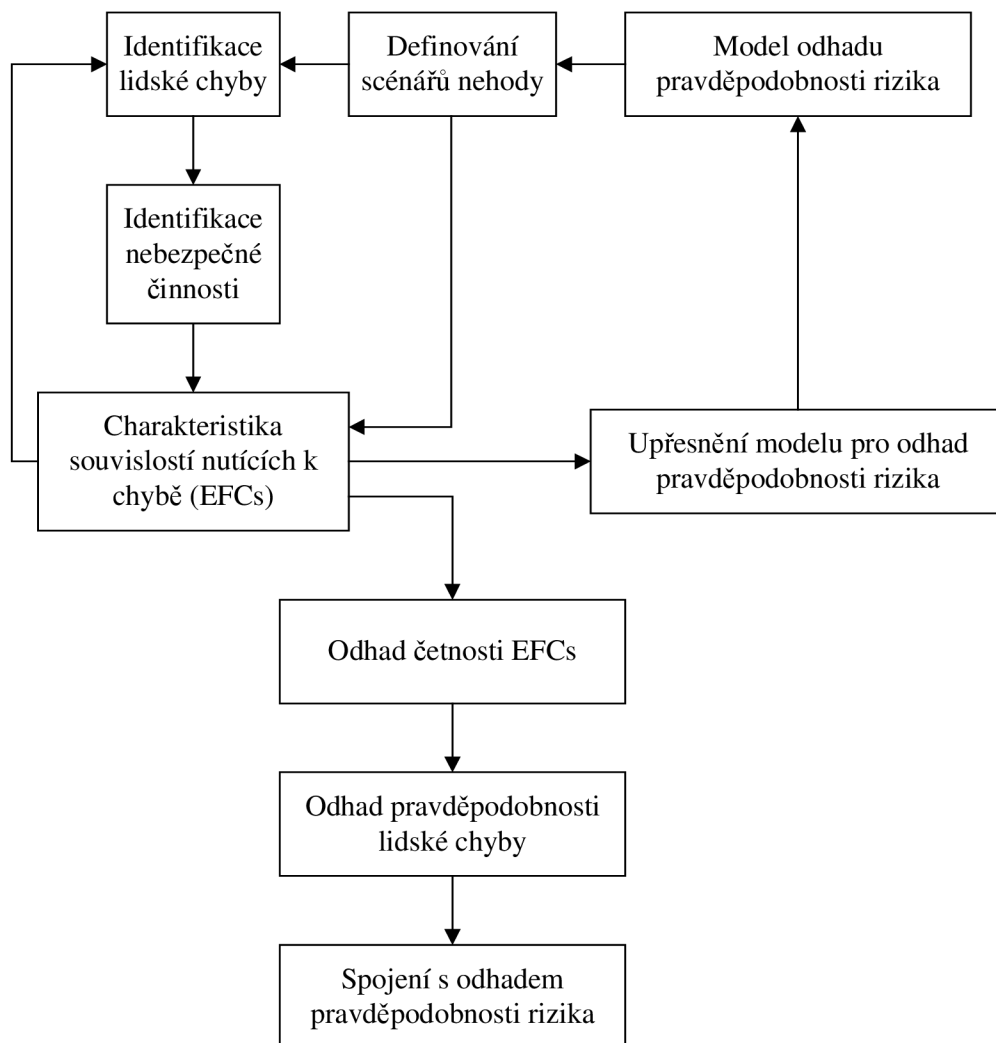 Identifikace
lidské chyby
Definování
scénářů nehody
Model odhadu
pravděpodobnosti rizika
Identifikace
nebezpečné
činnosti
Charakteristika
souvislostí nutících k
chybě (EFCs)
Upřesnění modelu pro odhad
pravděpodobnosti rizika
Odhad četnosti EFCs
Odhad pravděpodobnosti
lidské chyby
Spojení s odhadem
pravděpodobnosti rizika